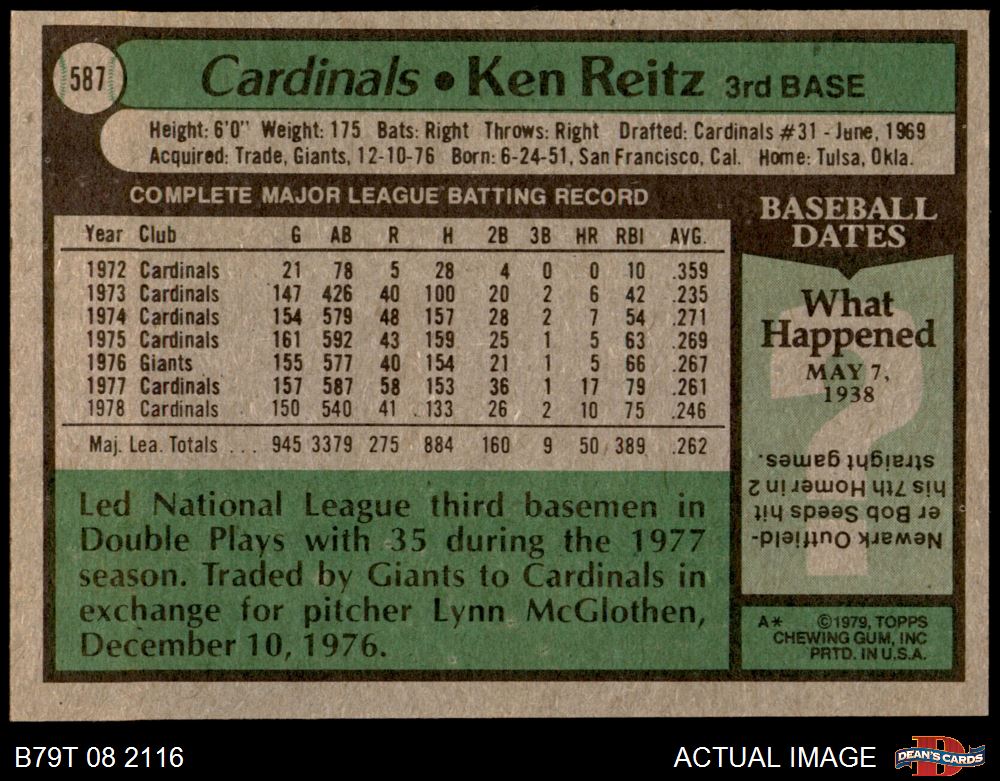 587
Cardinals • Ken Reitz 3rd BASE
Height: 6'0" Weight: 175 Bats: Right Throws: Right Drafted: Cardinals #31 - June, 1969
Acquired: Trade, Giants, 12-10-76 Born: 6-24-51, San Francisco, Cal. Home: Tulsa, Okla.
COMPLETE MAJOR LEAGUE BATTING RECORD
Year Club G AB R H 2B 3B HR RBI AVG.
1972 Cardinals 21 78 5 28 4 0 0 10 .359
1973 Cardinals 147 426 40 100 20 2 6 42 .235
1974 Cardinals 154 579 48 157 28 2 7 54 .271
1975 Cardinals 161 592 43 159 25 1 5 63 .269
1976 Giants 155 577 40 154 21 1 5 66 .267
1977 Cardinals 157 587 58 153 36 1 17 79 .261
1978 Cardinals 150 540 41 133 26 2 10 75 .246
Maj. Lea. Totals ... 945 3379 275 884 160 9 50 389 .262
Led National League third basemen in
Double Plays with 35 during the 1977
season. Traded by Giants to Cardinals in
exchange for pitcher Lynn McGlothen,
December 10, 1976.
BASEBALL
DATES
What
Happened
MAY 7,
1938
?
Newark Outfield-
er Bob Seeds hit
his 7th Homer in 2
straight games.
A* ©1979, TOPPS
CHEWING GUM, INC
PRTD. IN U.S.A.
B79T 08 2116
ACTUAL IMAGE
D
DEAN'S CARDS